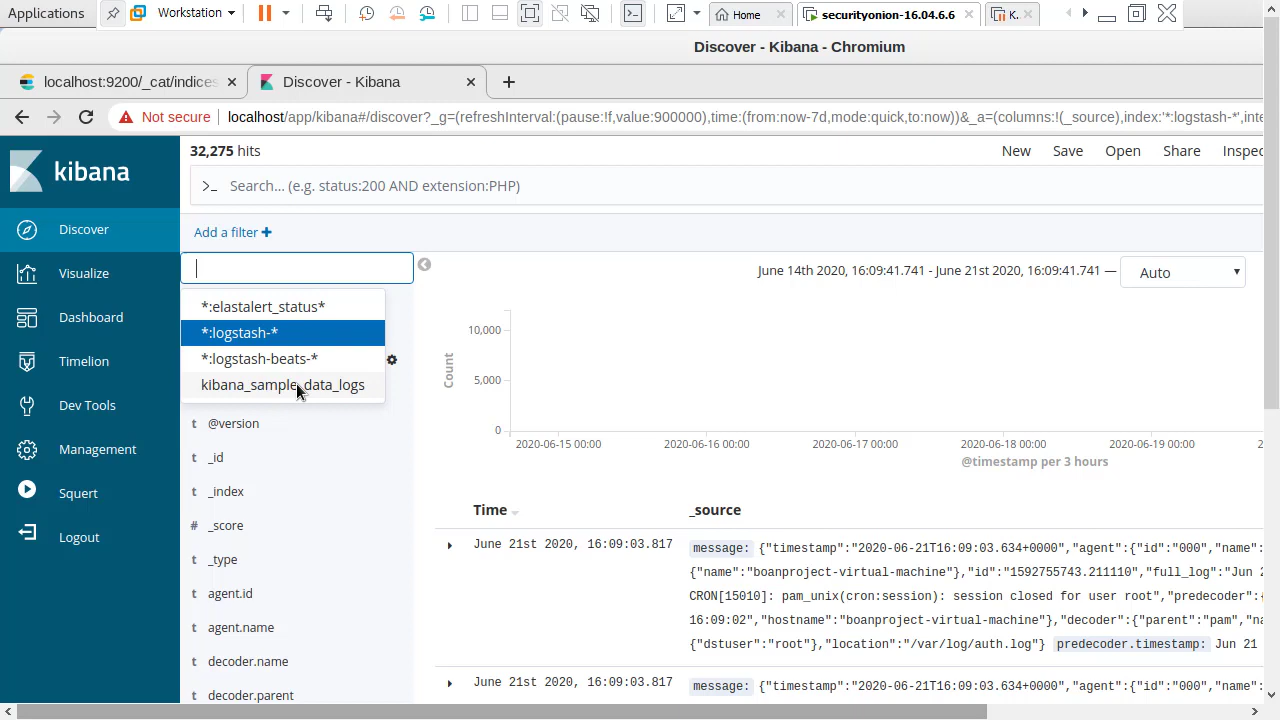 Applications Workstation Home securityonion-16.04.6.6 K.
Discover - Kibana - Chromium
localhost:9200/_cat/indices Discover - Kibana
Not secure localhost/app/kibana#/discover?_g=(refreshInterval:(pause:!f,value:900000),time:(from:now-7d,mode:quick,to:now))&_a=(columns:!(_source),index:'*:logstash-*',inte
kibana
Discover
Visualize
Dashboard
Timelion
Dev Tools
Management
Squert
Logout
32,275 hits
New Save Open Share Inspec
>_ Search... (e.g. status:200 AND extension:PHP)
Add a filter +
*:elastalert_status*
*:logstash-*
*:logstash-beats-*
kibana_sample_data_logs
t @version
t _id
t _index
# _score
t _type
t agent.id
t agent.name
t decoder.name
t decoder.parent
June 14th 2020, 16:09:41.741 - June 21st 2020, 16:09:41.741 — Auto
Count
10,000
5,000
0
2020-06-15 00:00 2020-06-16 00:00 2020-06-17 00:00 2020-06-18 00:00 2020-06-19 00:00
@timestamp per 3 hours
Time _source
June 21st 2020, 16:09:03.817 message: {"timestamp":"2020-06-21T16:09:03.634+0000","agent":{"id":"000","name":
{"name":"boanproject-virtual-machine"},"id":"1592755743.211110","full_log":"Jun 2
CRON[15010]: pam_unix(cron:session): session closed for user root","predecoder":{
16:09:02","hostname":"boanproject-virtual-machine"},"decoder":{"parent":"pam","na
{"dstuser":"root"},"location":"/var/log/auth.log"} predecoder.timestamp: Jun 21
June 21st 2020, 16:09:03.817 message: {"timestamp":"2020-06-21T16:09:03.634+0000","agent":{"id":"000","name":